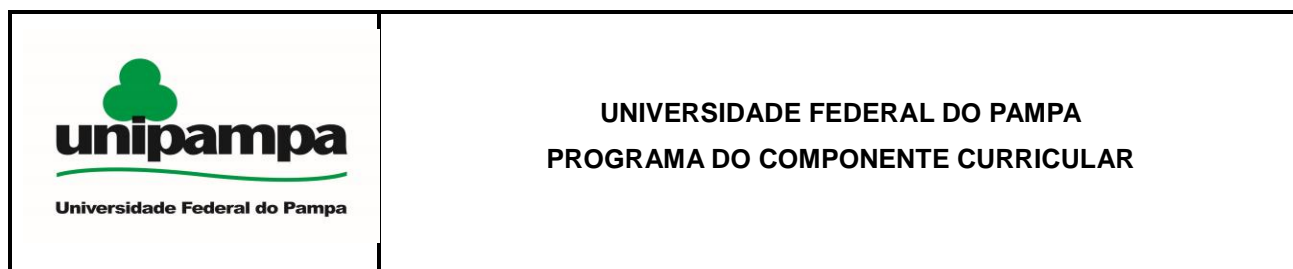 unipampa
Universidade Federal do Pampa
UNIVERSIDADE FEDERAL DO PAMPA
PROGRAMA DO COMPONENTE CURRICULAR